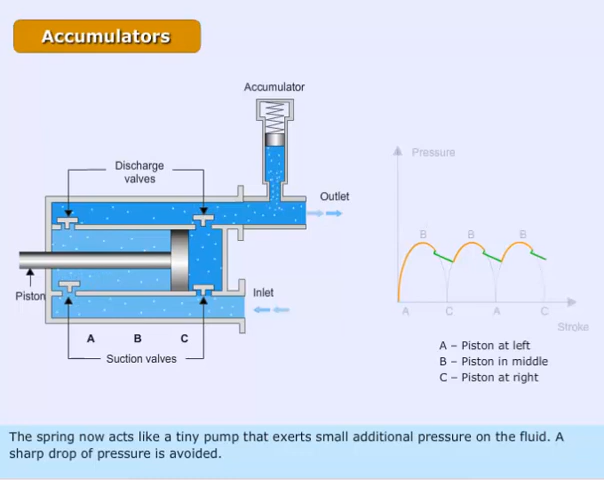 Accumulators
Accumulator
Discharge
valves
Outlet
Piston
Inlet
A B C
Suction valves
Pressure
B B B
A C A C
Stroke
A – Piston at left
B – Piston in middle
C – Piston at right
The spring now acts like a tiny pump that exerts small additional pressure on the fluid. A
sharp drop of pressure is avoided.